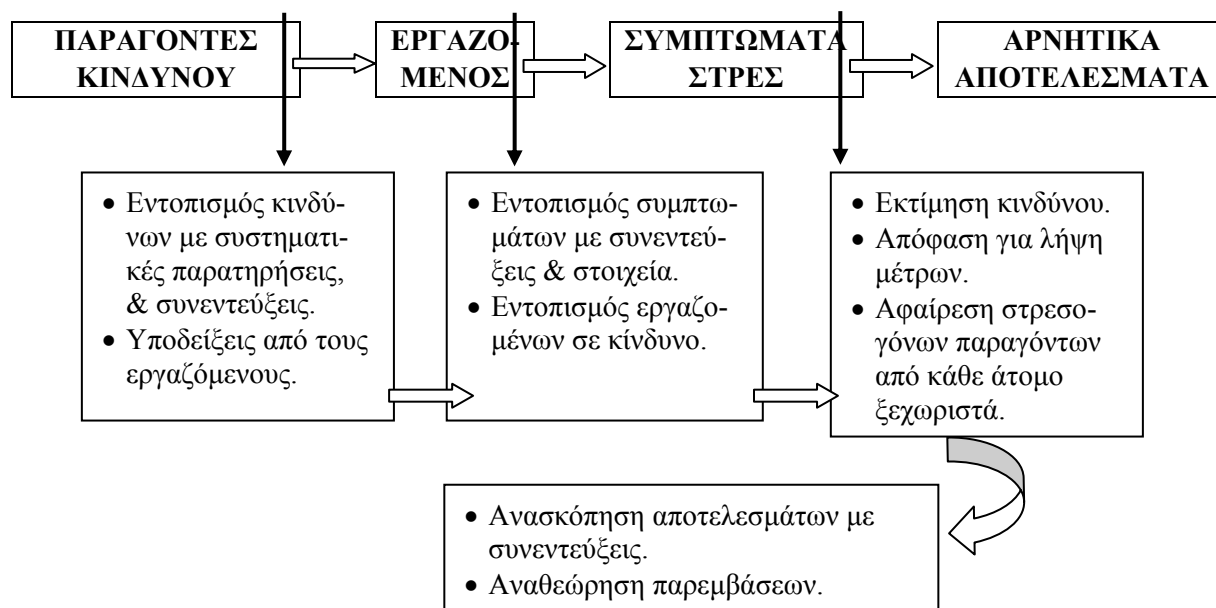 ΠΑΡΑΓΟΝΤΕΣ
ΚΙΝΔΥΝΟΥ
ΕΡΓΑΖΟ-
ΜΕΝΟΣ
ΣΥΜΠΤΩΜΑΤΑ
ΣΤΡΕΣ
ΑΡΝΗΤΙΚΑ
ΑΠΟΤΕΛΕΣΜΑΤΑ
• Εντοπισμός κινδύ-
νων με συστηματι-
κές παρατηρήσεις,
& συνεντεύξεις.
• Υποδείξεις από τους
εργαζόμενους.
• Εντοπισμός συμπτω-
μάτων με συνεντεύ-
ξεις & στοιχεία.
• Εντοπισμός εργαζο-
μένων σε κίνδυνο.
• Εκτίμηση κινδύνου.
• Απόφαση για λήψη
μέτρων.
• Αφαίρεση στρεσο-
γόνων παραγόντων
από κάθε άτομο
ξεχωριστά.
• Ανασκόπηση αποτελεσμάτων με
συνεντεύξεις.
• Αναθεώρηση παρεμβάσεων.